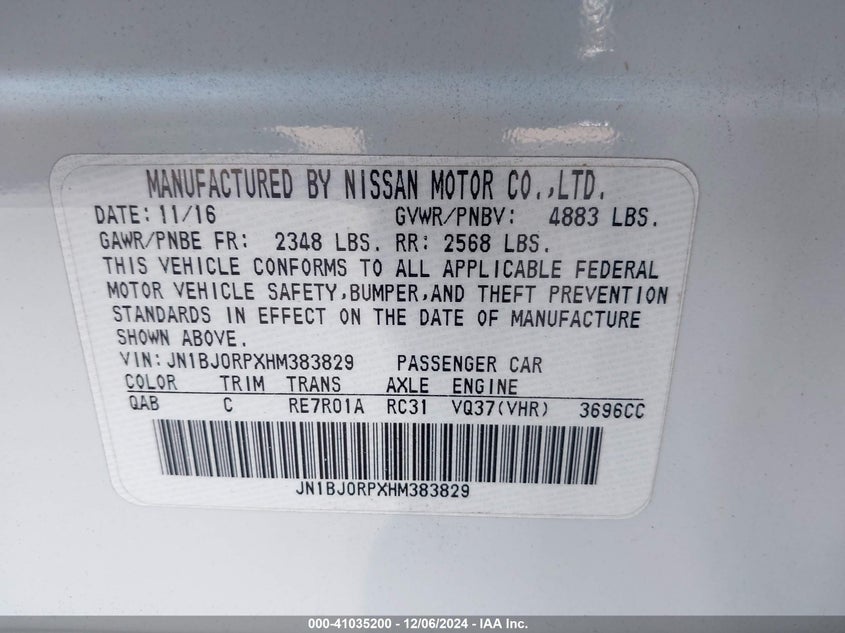 MANUFACTURED BY NISSAN MOTOR CO.,LTD.
DATE: 11/16 GVWR/PNBV: 4883 LBS.
GAWR/PNBE FR: 2348 LBS. RR: 2568 LBS.
THIS VEHICLE CONFORMS TO ALL APPLICABLE FEDERAL
MOTOR VEHICLE SAFETY,BUMPER,AND THEFT PREVENTION
STANDARDS IN EFFECT ON THE DATE OF MANUFACTURE
SHOWN ABOVE.
VIN: JN1BJ0RPXHM383829 PASSENGER CAR
COLOR TRIM TRANS AXLE ENGINE
QAB C RE7R01A RC31 VQ37(VHR) 3696CC
JN1BJ0RPXHM383829
000-41035200 - 12/06/2024 - IAA Inc.